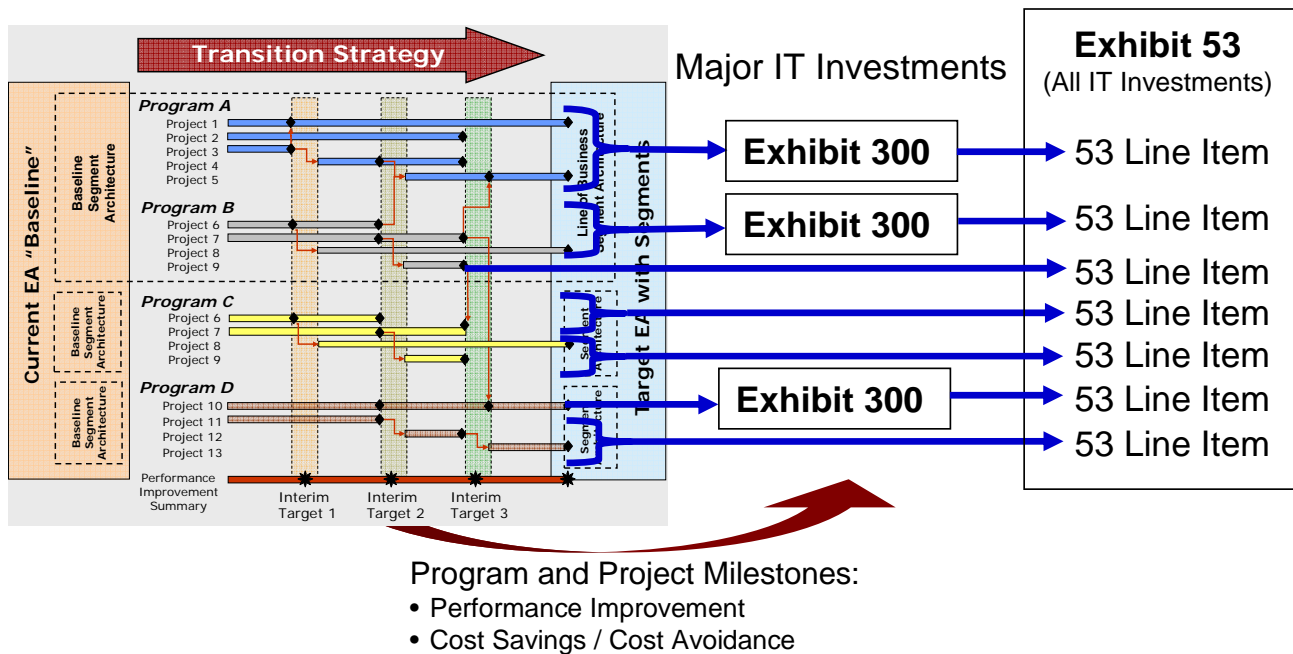 Transition Strategy
Major IT Investments
Exhibit 53
(All IT Investments)
Current EA “Baseline”
Baseline
Segment
Architecture
Program A
Project 1
Project 2
Project 3
Project 4
Project 5
Program B
Project 6
Project 7
Project 8
Project 9
Baseline
Segment
Architecture
Program C
Project 6
Project 7
Project 8
Project 9
Baseline
Segment
Architecture
Program D
Project 10
Project 11
Project 12
Project 13
Performance
Improvement
Summary
Interim
Target 1
Interim
Target 2
Interim
Target 3
Line of Business
Segment Architecture
Segment
Architecture
Segment
Architecture
Target EA with Segments
Exhibit 300
Exhibit 300
Exhibit 300
53 Line Item
53 Line Item
53 Line Item
53 Line Item
53 Line Item
53 Line Item
53 Line Item
Program and Project Milestones:
• Performance Improvement
• Cost Savings / Cost Avoidance